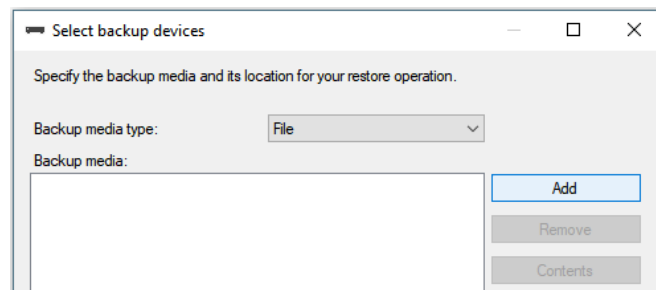 Select backup devices
Specify the backup media and its location for your restore operation.
Backup media type: File
Backup media:
Add
Remove
Contents